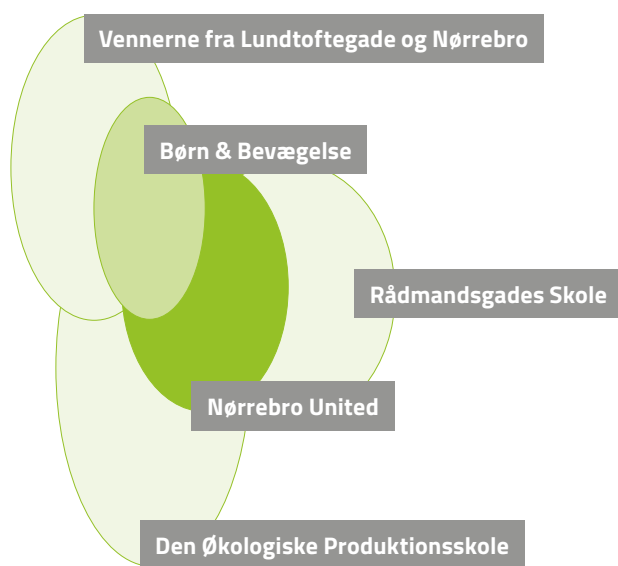 Vennerne fra Lundtoftegade og Nørrebro
Børn & Bevægelse
Rådmandsgades Skole
Nørrebro United
Den Økologiske Produktionsskole